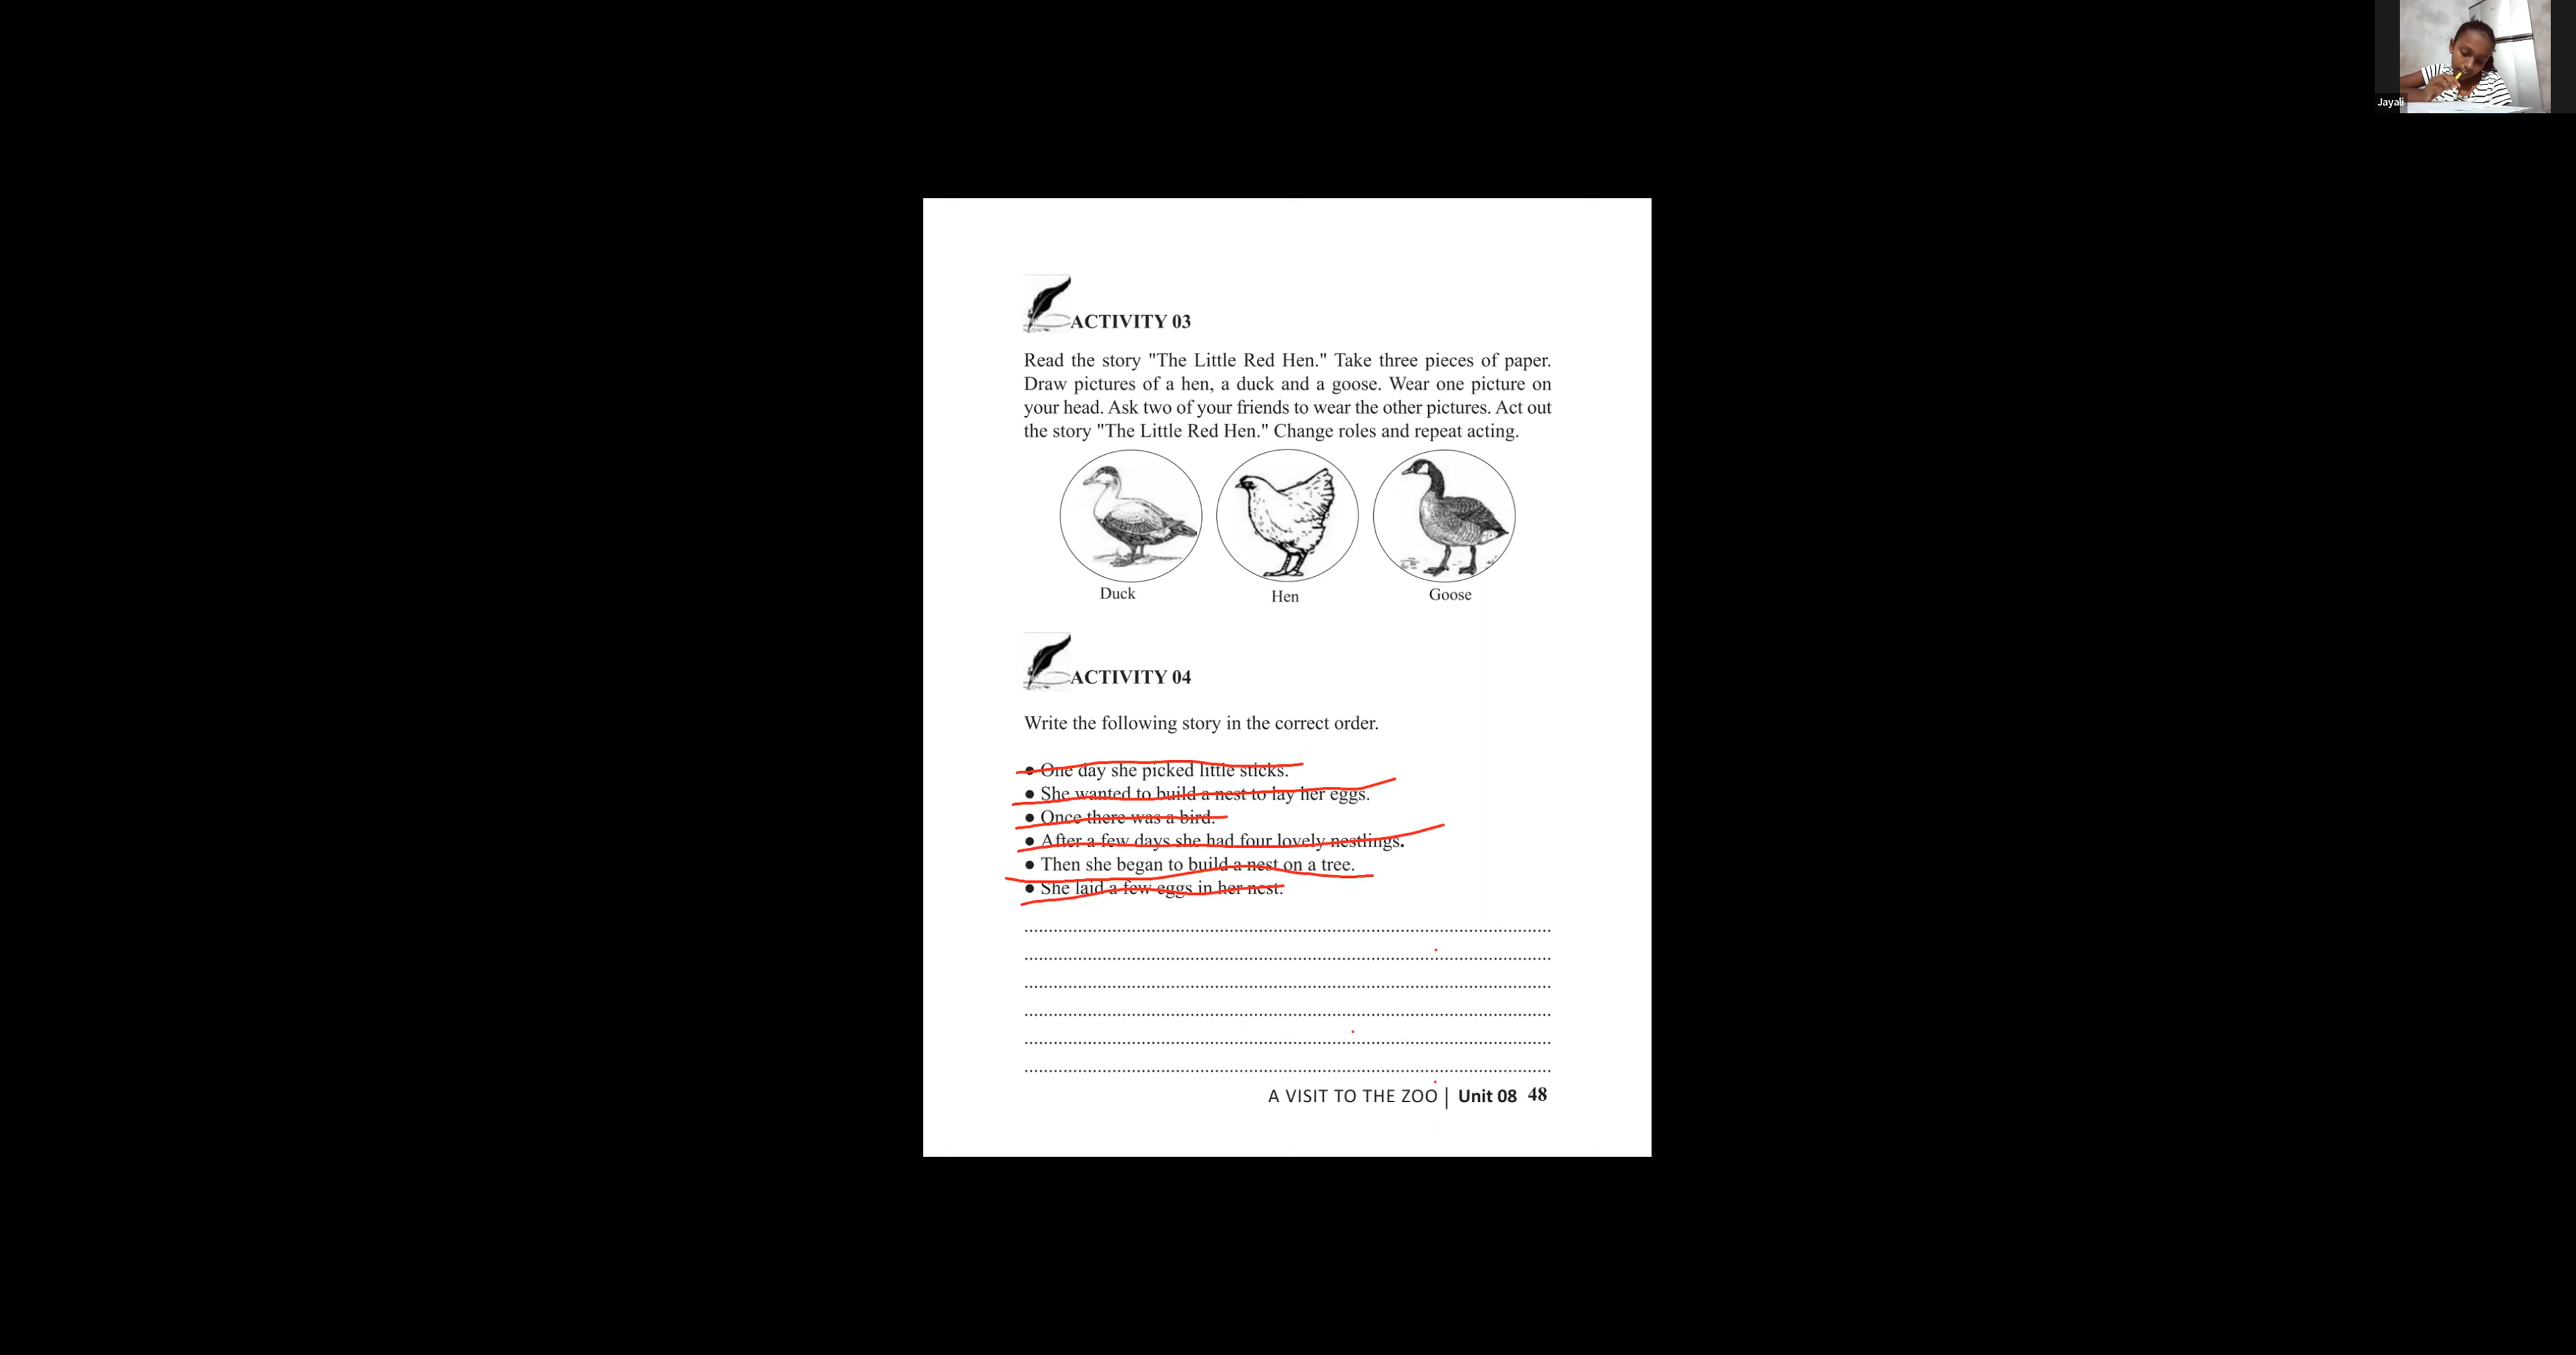 Jayali
ACTIVITY 03
Read the story "The Little Red Hen." Take three pieces of paper.
Draw pictures of a hen, a duck and a goose. Wear one picture on
your head. Ask two of your friends to wear the other pictures. Act out
the story "The Little Red Hen." Change roles and repeat acting.
Duck Hen Goose
ACTIVITY 04
Write the following story in the correct order.
● One day she picked little sticks.
● She wanted to build a nest to lay her eggs.
● Once there was a bird.
● After a few days she had four lovely nestlings.
● Then she began to build a nest on a tree.
● She laid a few eggs in her nest.
A VISIT TO THE ZOO | Unit 08 48